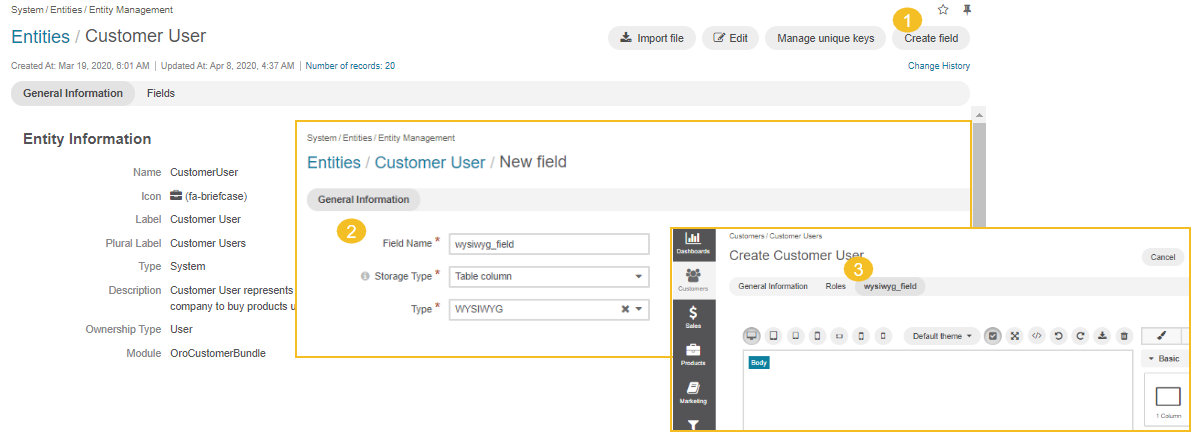 System / Entities / Entity Management
Entities / Customer User
1
Import file
Edit
Manage unique keys
Create field
Created At: Mar 19, 2020, 6:01 AM | Updated At: Apr 8, 2020, 4:37 AM | Number of records: 20
Change History
General Information
Fields
Entity Information
Name CustomerUser
Icon (fa-briefcase)
Label Customer User
Plural Label Customer Users
Type System
Description Customer User represents
company to buy products u
Ownership Type User
Module OroCustomerBundle
System / Entities / Entity Management
Entities / Customer User / New field
General Information
2
Field Name * wysiwyg_field
Storage Type * Table column
Type * WYSIWYG
Dashboards
Customers
Sales
Products
Marketing
Customers / Customer Users
Create Customer User
Cancel
3
General Information
Roles
wysiwyg_field
Default theme
Body
Basic
1 Column